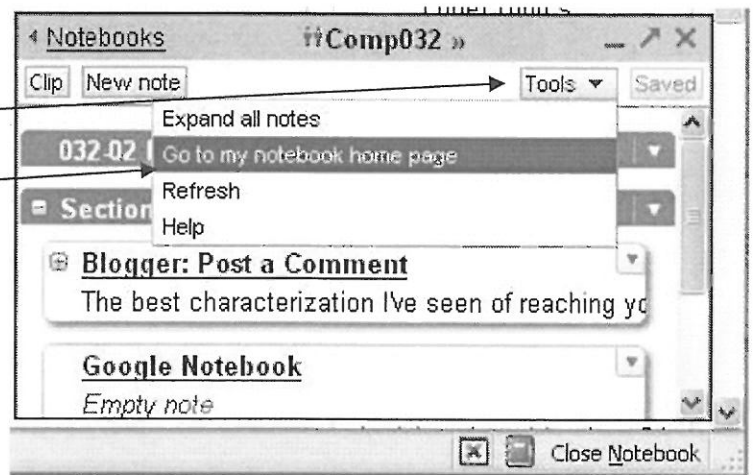 Notebooks Comp032 »
Clip New note Tools Saved
Expand all notes
032-02 Go to my notebook home page
Refresh
Section
Help
Blogger: Post a Comment
The best characterization I've seen of reaching yo
Google Notebook
Empty note
Close Notebook